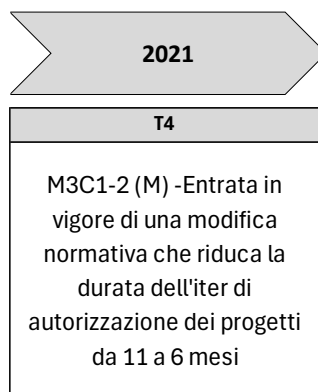 2021
T4
M3C1-2 (M) -Entrata in
vigore di una modifica
normativa che riduca la
durata dell'iter di
autorizzazione dei progetti
da 11 a 6 mesi